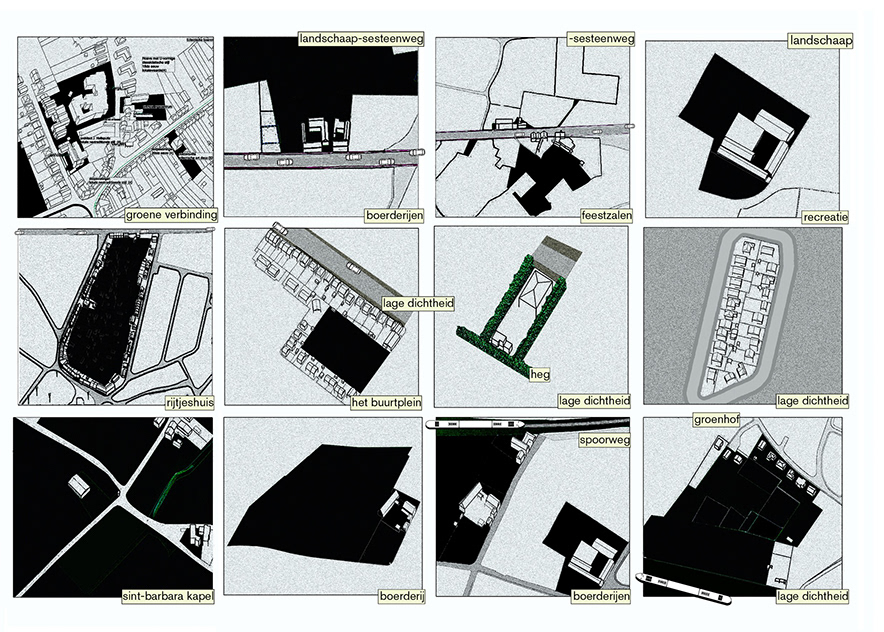 landschaap-sesteenweg
-sesteenweg
landschaap
groene verbinding
boerderijen
feestzalen
recreatie
lage dichtheid
rijtjeshuis
het buurtplein
heg
lage dichtheid
lage dichtheid
groenhof
spoorweg
sint-barbara kapel
boerderij
boerderijen
lage dichtheid